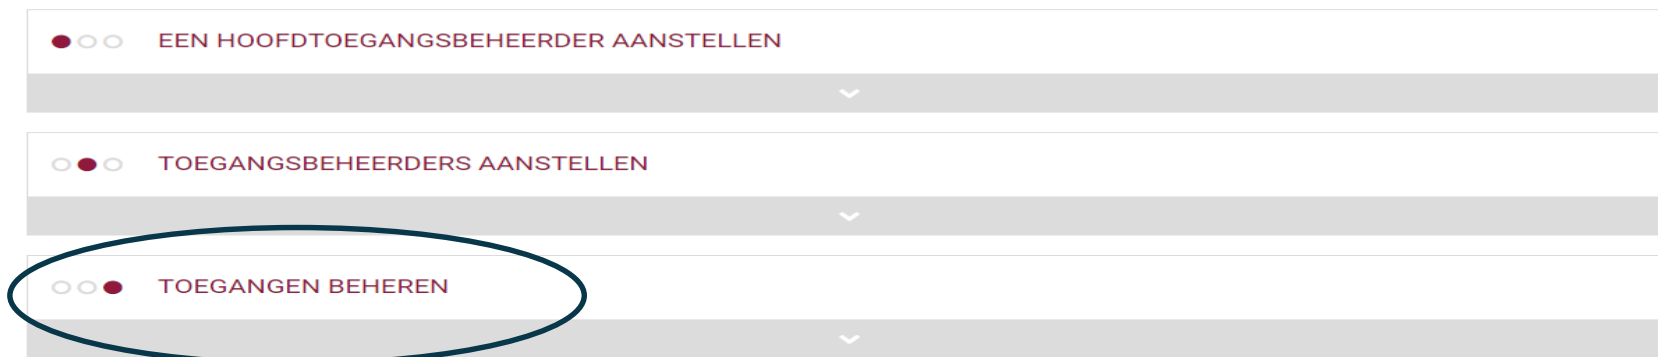 EEN HOOFDTOEGANGSBEHEERDER AANSTELLEN
TOEGANGSBEHEERDERS AANSTELLEN
TOEGANGEN BEHEREN